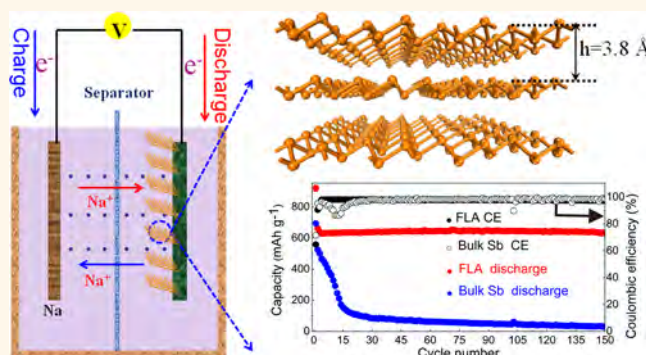 Charge
e⁻
V
e⁻
Discharge
Separator
Na⁺
Na⁺
Na
h=3.8 Å
Capacity (mAh g⁻¹)
800
600
400
200
0
FLA CE
Bulk Sb CE
FLA discharge
Bulk Sb discharge
100
80
60
40
20
0
Coulombic efficiency (%)
0 15 30 45 60 75 90 105 120 135 150
Cycle number